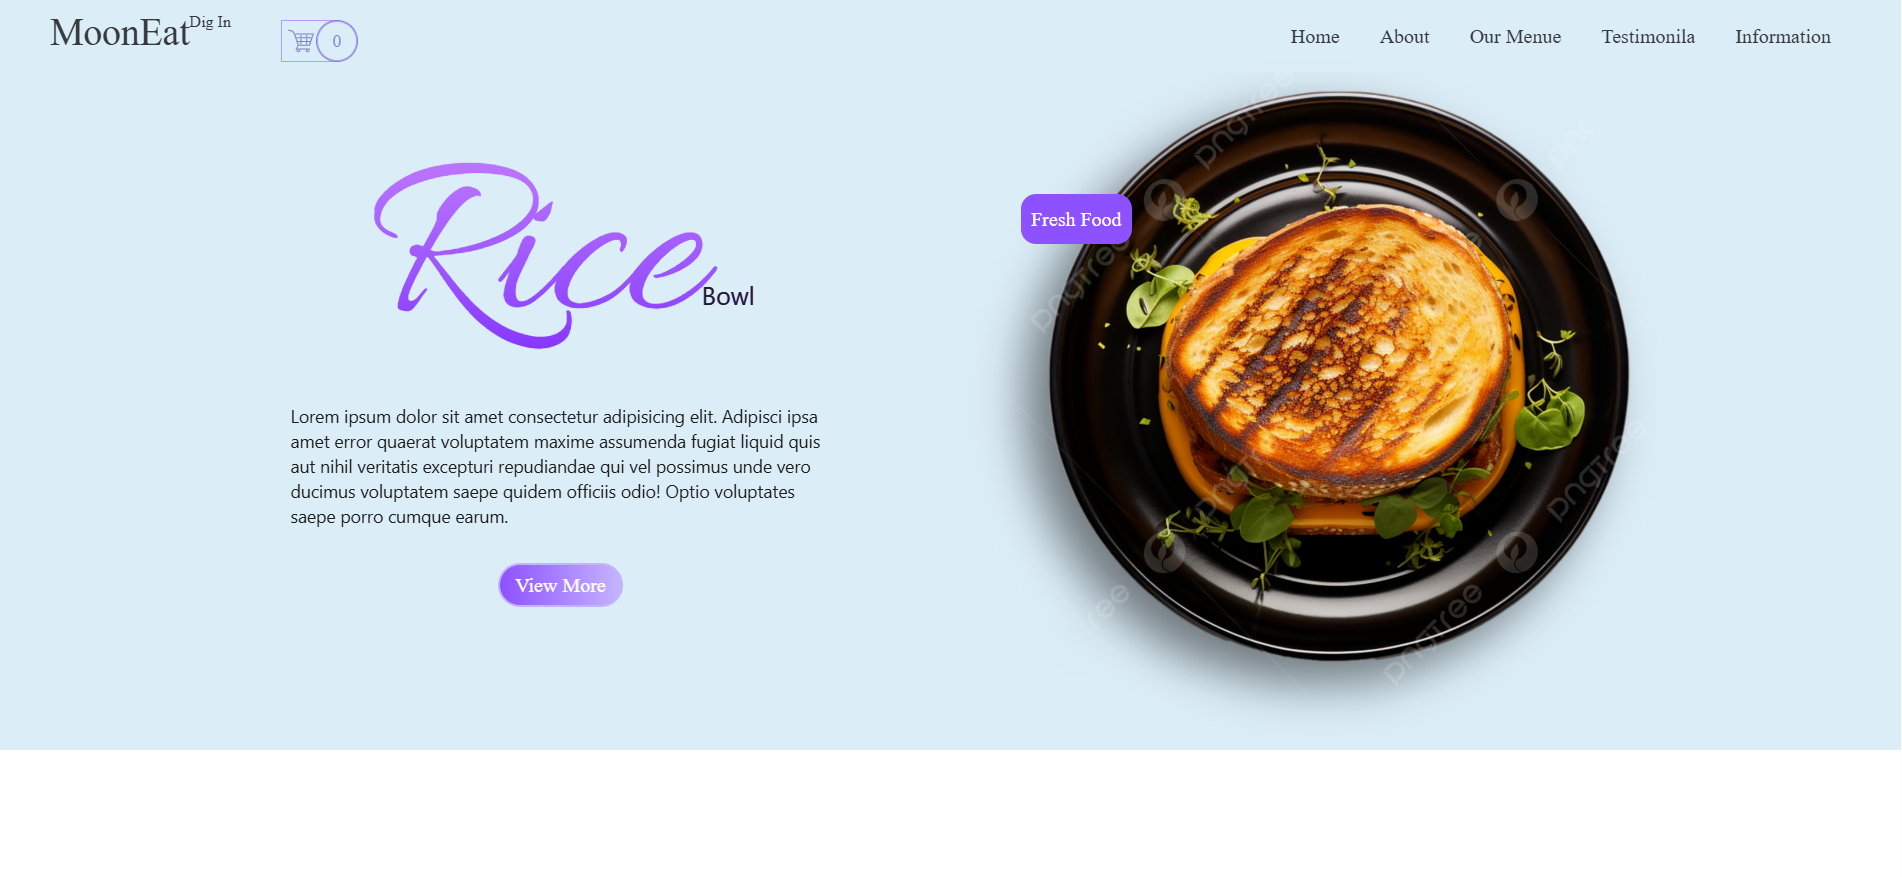 MoonEat Dig In
0
Home About Our Menue Testimonila Information
Rice Bowl
Fresh Food
Lorem ipsum dolor sit amet consectetur adipisicing elit. Adipisci ipsa
amet error quaerat voluptatem maxime assumenda fugiat liquid quis
aut nihil veritatis excepturi repudiandae qui vel possimus unde vero
ducimus voluptatem saepe quidem officiis odio! Optio voluptates
saepe porro cumque earum.
View More
pngtree
pngtree
pngtree
pngtree